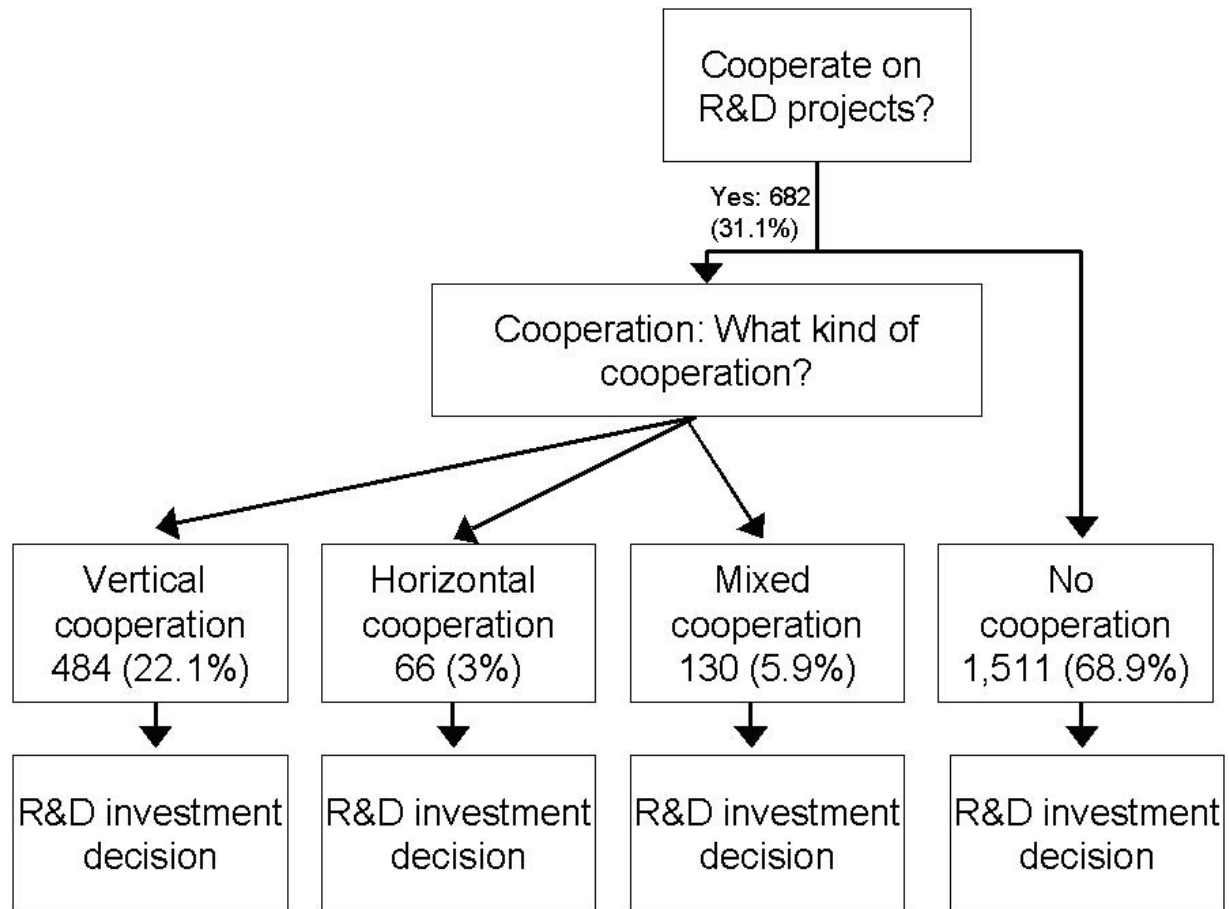 Cooperate on
R&D projects?
Yes: 682
(31.1%)
Cooperation: What kind of
cooperation?
Vertical
cooperation
484 (22.1%)
Horizontal
cooperation
66 (3%)
Mixed
cooperation
130 (5.9%)
No
cooperation
1,511 (68.9%)
R&D investment
decision
R&D investment
decision
R&D investment
decision
R&D investment
decision